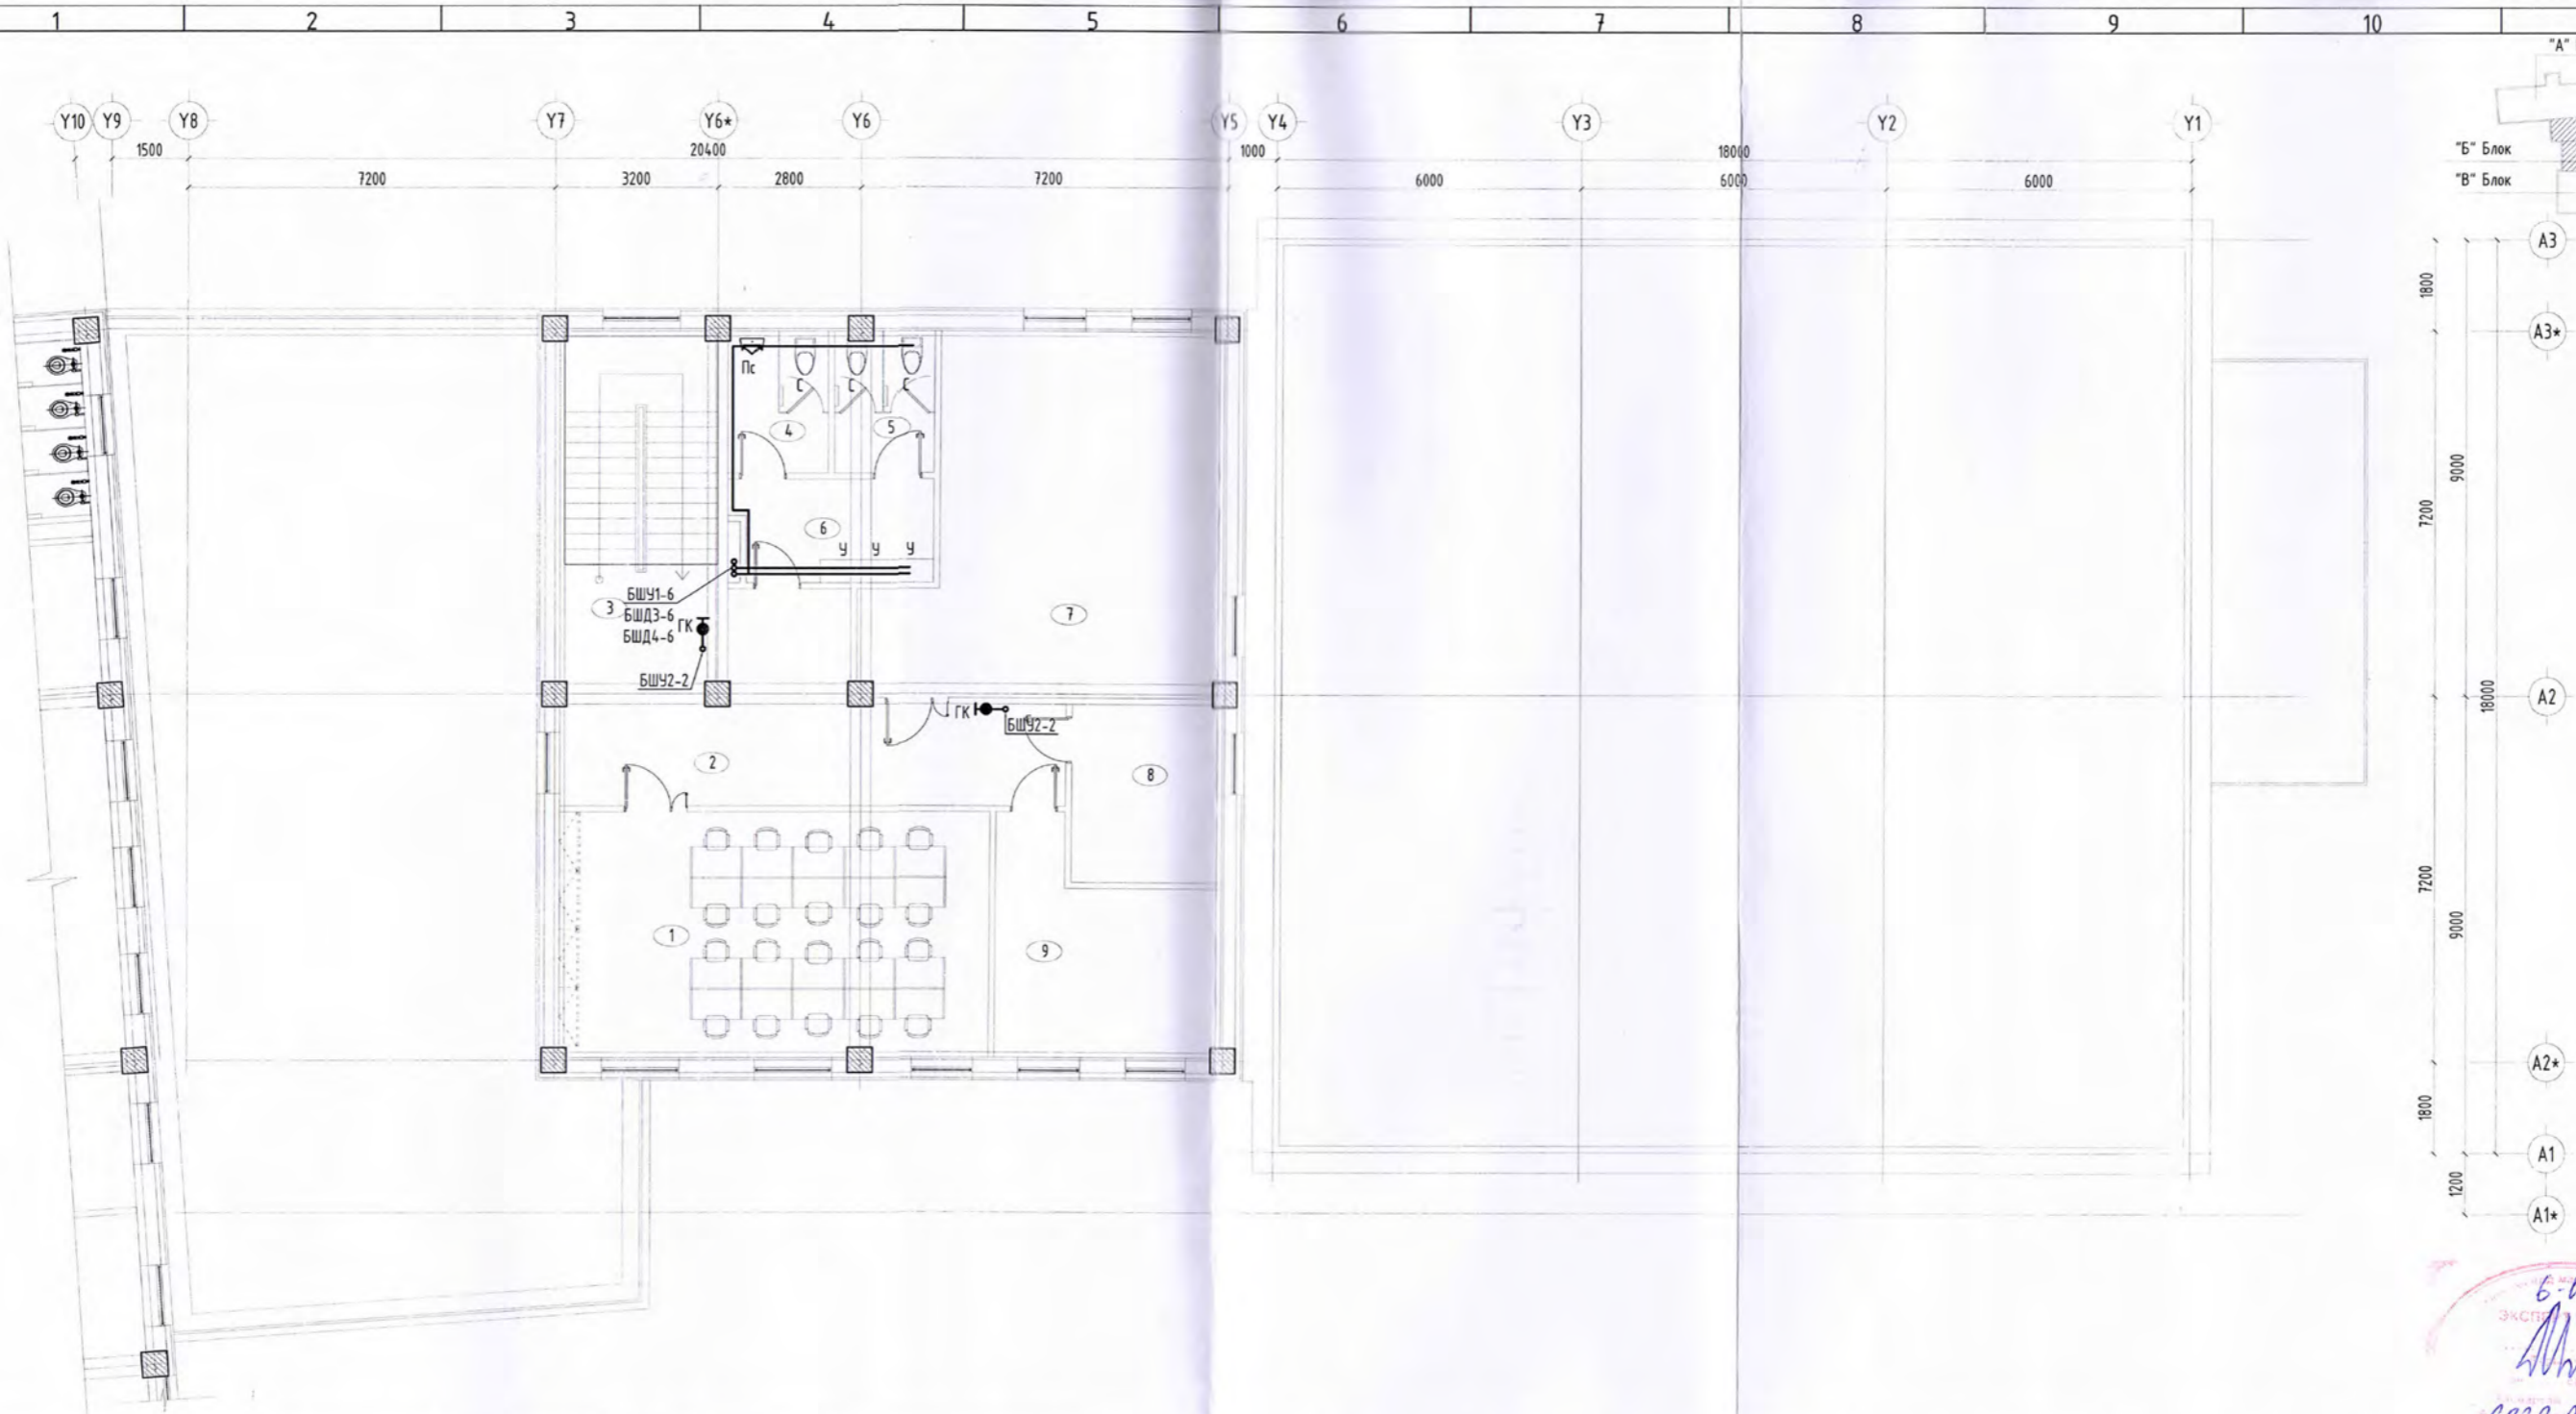 1 2 3 4 5 6 7 8 9 10
"А"
Y10 Y9 Y8 Y7 Y6* Y6 Y5 Y4 Y3 Y2 Y1
1500 20400 1000 18000
"Б" Блок
7200 3200 2800 7200 6000 6000 6000
"В" Блок
А3
1800
А3*
Пс
С С С
4 5
9000
7200
6
У У У
БШУ1-6
3
БШД3-6
ГК
БШД4-6
7
БШУ2-2
18000
А2
ГК
БШУ2-2
2
8
7200
9000
1
9
А2*
1800
А1
1200
А1*